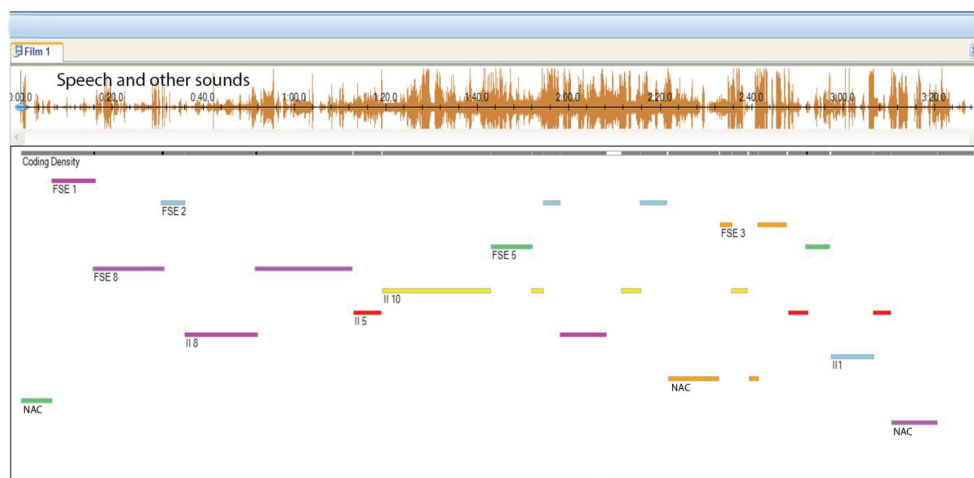 Film 1
Speech and other sounds
0:00,0 0:20,0 0:40,0 1:00,0 1:20,0 1:40,0 2:00,0 2:20,0 2:40,0 3:00,0 3:20,0
Coding Density
FSE 1
FSE 2
FSE 3
FSE 5
FSE 8
II 10
II 5
II 8
II1
NAC
NAC
NAC